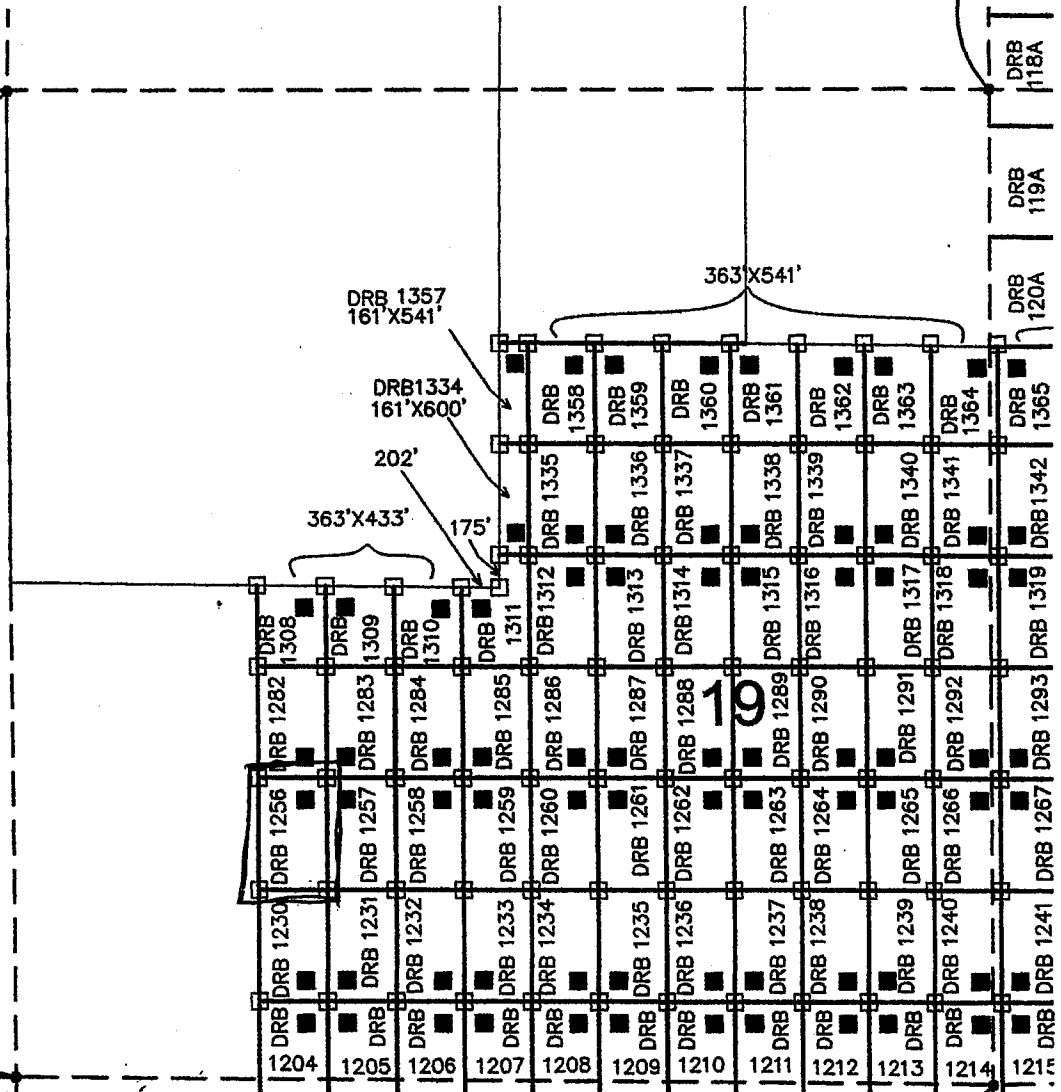 DRB
118A
DRB
119A
DRB
120A
363'X541'
DRB 1357
161'X541'
DRB1334
161'X600'
202'
363'X433'
175'
DRB
1358
DRB
1359
DRB
1360
DRB
1361
DRB
1362
DRB
1363
DRB
1364
DRB
1365
DRB 1335
DRB 1336
DRB 1337
DRB 1338
DRB 1339
DRB 1340
DRB 1341
DRB1342
DRB
1308
DRB
1309
DRB
1310
DRB
1311
DRB 1312
DRB 1313
DRB 1314
DRB 1315
DRB 1316
DRB 1317
DRB 1318
DRB 1319
DRB 1282
DRB 1283
DRB 1284
DRB 1285
DRB 1286
DRB 1287
DRB 1288
19
DRB 1289
DRB 1290
DRB 1291
DRB 1292
DRB 1293
DRB 1256
DRB 1257
DRB 1258
DRB 1259
DRB 1260
DRB 1261
DRB 1262
DRB 1263
DRB 1264
DRB 1265
DRB 1266
DRB 1267
DRB 1230
DRB 1231
DRB 1232
DRB 1233
DRB 1234
DRB 1235
DRB 1236
DRB 1237
DRB 1238
DRB 1239
DRB 1240
DRB 1241
DRB
1204
DRB
1205
DRB
1206
DRB
1207
DRB
1208
DRB
1209
DRB
1210
DRB
1211
DRB
1212
DRB
1213
DRB
1214
DRB
1215